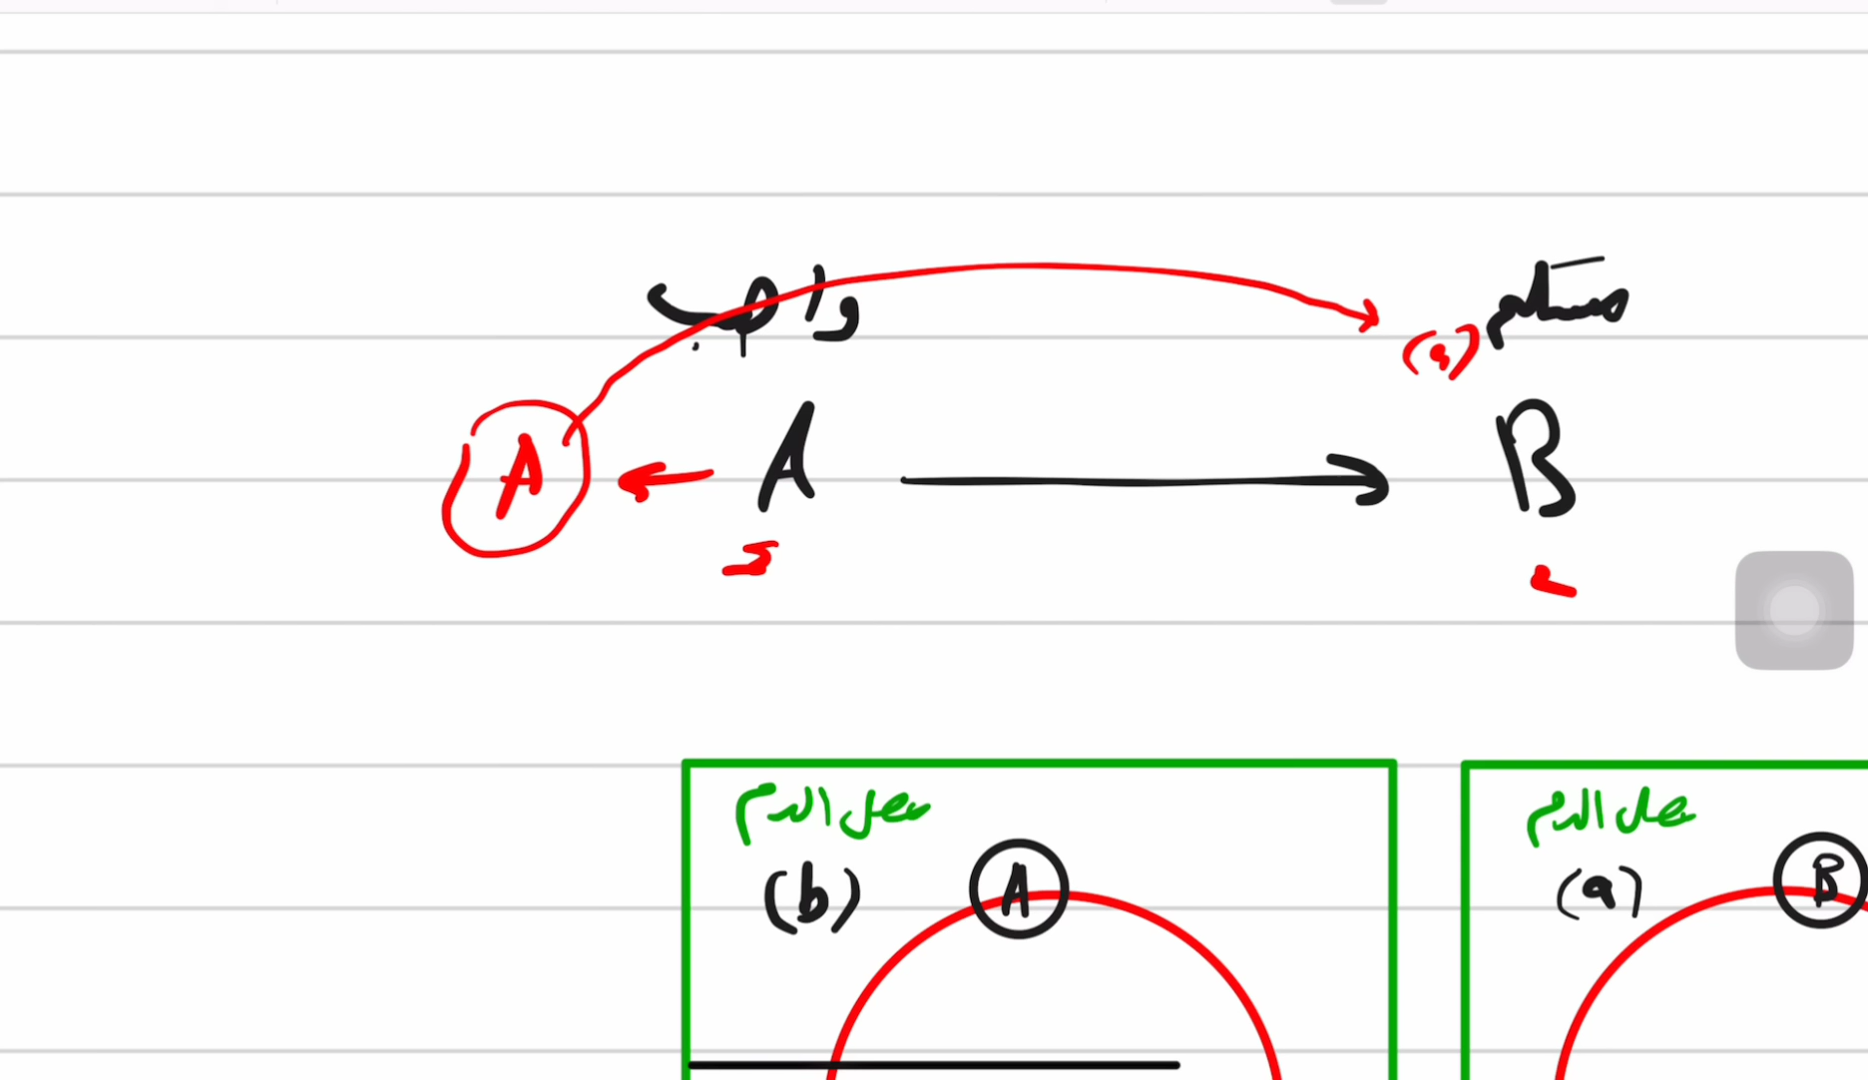 واهب مستلم
(a)
A A B
مصل الدم مصل الدم
(b) A (a) B